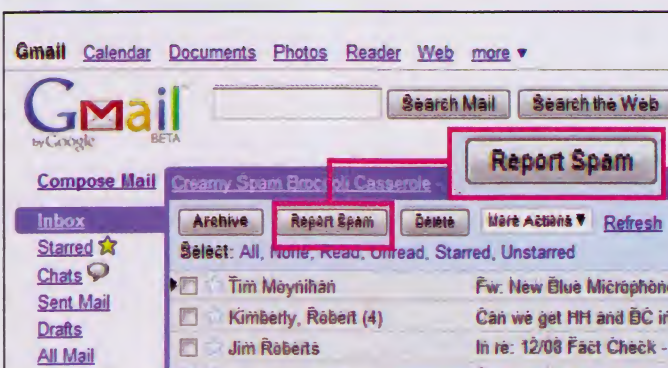 Gmail Calendar Documents Photos Reader Web more ▼
Gmail
by Google BETA
Search Mail Search the Web
Report Spam
Compose Mail
Creamy Spam Broccoli Casserole -
Inbox
Archive Report Spam Delete More Actions ▼ Refresh
Starred
Select: All, None, Read, Unread, Starred, Unstarred
Chats
Tim Moynihan Fw: New Blue Microphon
Sent Mail
Kimberly, Robert (4) Can we get HH and BC in
Drafts
Jim Roberts In re: 12/08 Fact Check -
All Mail